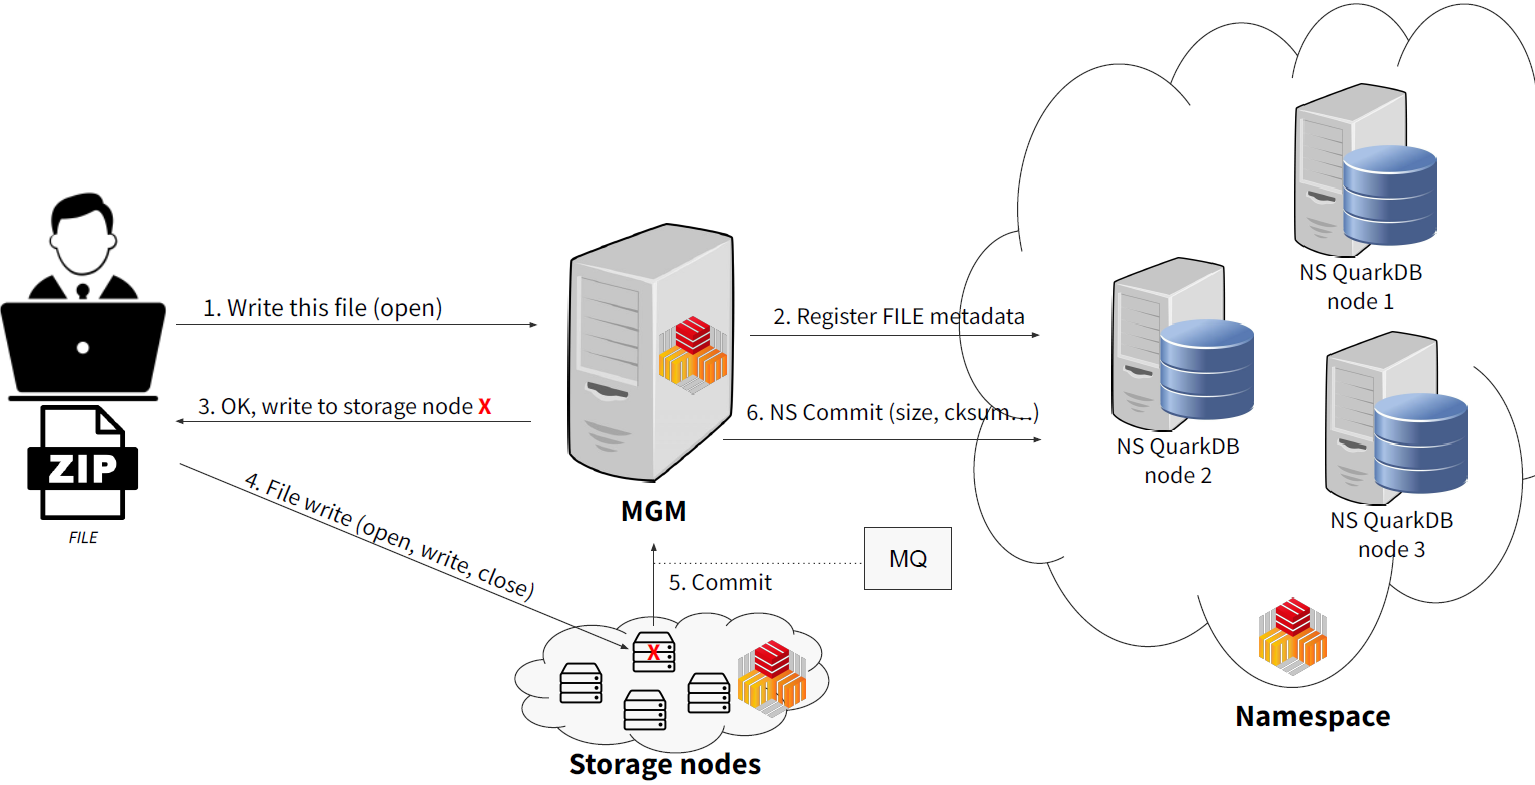 NS QuarkDB
node 1
1. Write this file (open)
2. Register FILE metadata
3. OK, write to storage node X
6. NS Commit (size, cksum...)
NS QuarkDB
node 2
ZIP
FILE
4. File write (open, write, close)
MGM
NS QuarkDB
node 3
MQ
5. Commit
X
Storage nodes
Namespace